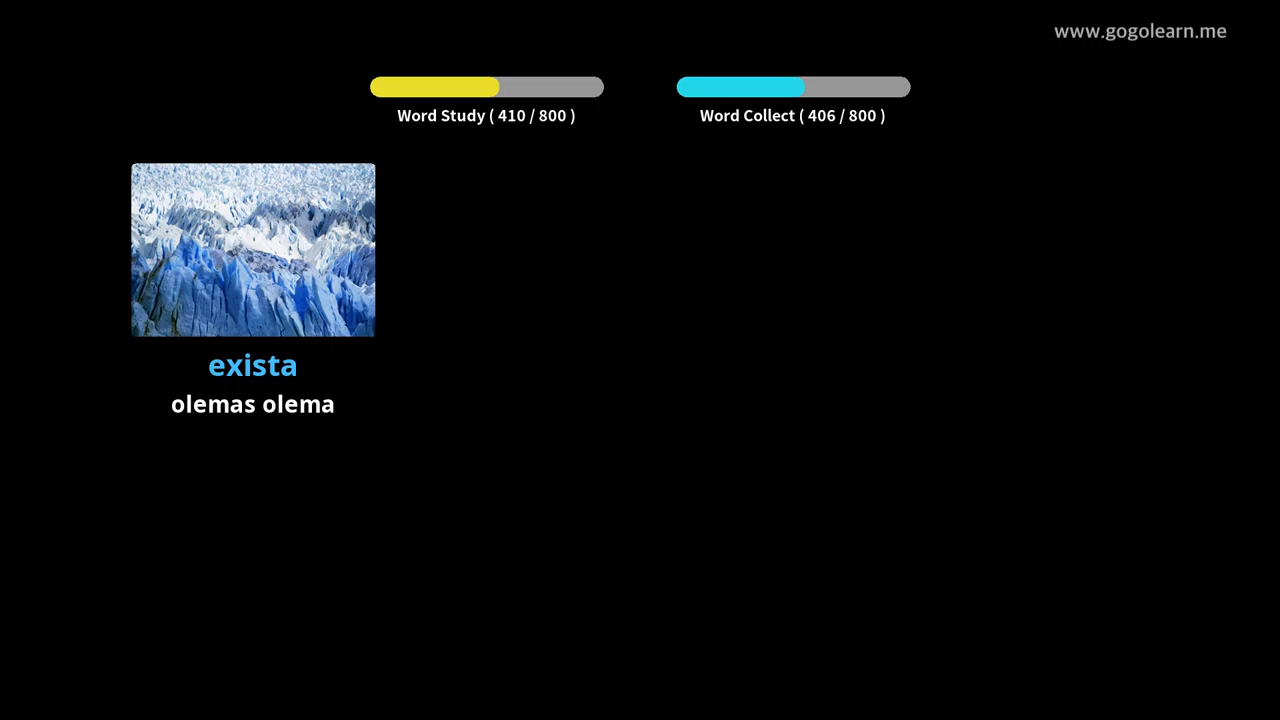 www.gogolearn.me
Word Study ( 410 / 800 )
Word Collect ( 406 / 800 )
exista
olemas olema